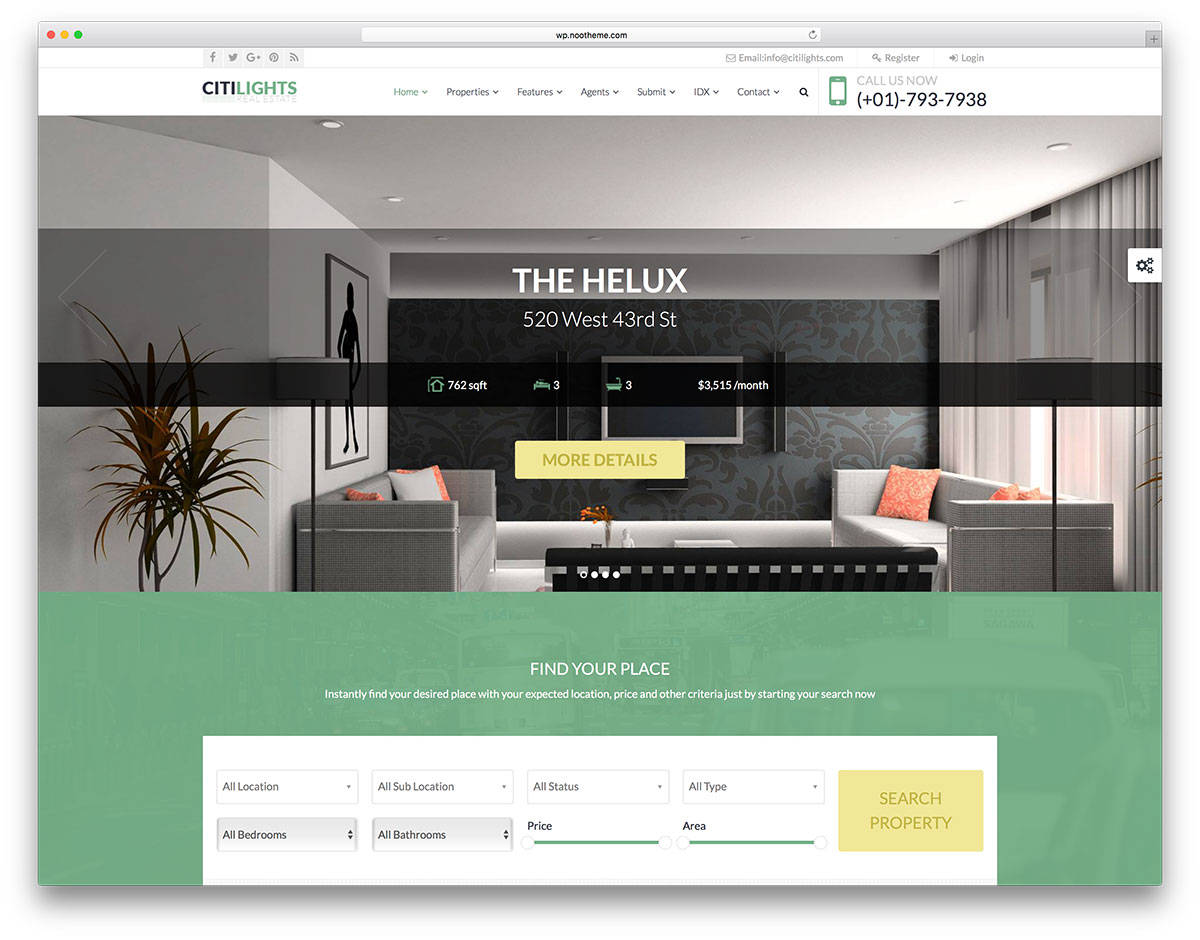 wp.nootheme.com
Email:info@citilights.com
Register
Login
CITILIGHTS
REAL ESTATE
Home
Properties
Features
Agents
Submit
IDX
Contact
CALL US NOW
(+01)-793-7938
THE HELUX
520 West 43rd St
762 sqft
3
3
$3,515 /month
MORE DETAILS
SAGAWA
FIND YOUR PLACE
Instantly find your desired place with your expected location, price and other criteria just by starting your search now
All Location
All Sub Location
All Status
All Type
SEARCH
PROPERTY
All Bedrooms
All Bathrooms
Price
Area